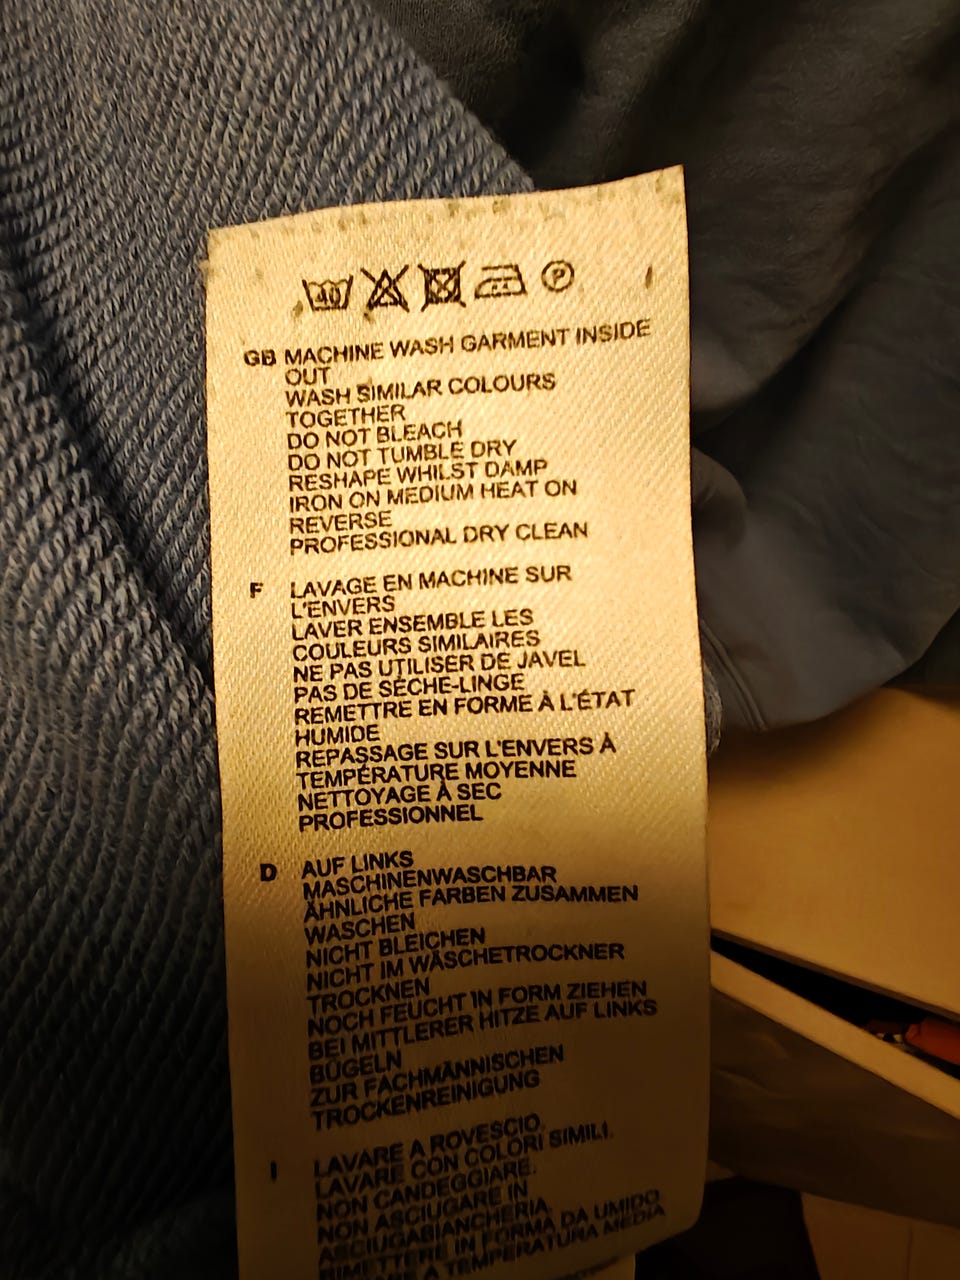 40 P
GB MACHINE WASH GARMENT INSIDE
OUT
WASH SIMILAR COLOURS
TOGETHER
DO NOT BLEACH
DO NOT TUMBLE DRY
RESHAPE WHILST DAMP
IRON ON MEDIUM HEAT ON
REVERSE
PROFESSIONAL DRY CLEAN
F LAVAGE EN MACHINE SUR
L'ENVERS
LAVER ENSEMBLE LES
COULEURS SIMILAIRES
NE PAS UTILISER DE JAVEL
PAS DE SÈCHE-LINGE
REMETTRE EN FORME À L'ÉTAT
HUMIDE
REPASSAGE SUR L'ENVERS À
TEMPÉRATURE MOYENNE
NETTOYAGE À SEC
PROFESSIONNEL
D AUF LINKS
MASCHINENWASCHBAR
ÄHNLICHE FARBEN ZUSAMMEN
WASCHEN
NICHT BLEICHEN
NICHT IM WÄSCHETROCKNER
TROCKNEN
NOCH FEUCHT IN FORM ZIEHEN
BEI MITTLERER HITZE AUF LINKS
BÜGELN
ZUR FACHMÄNNISCHEN
TROCKENREINIGUNG
I LAVARE A ROVESCIO.
LAVARE CON COLORI SIMILI.
NON CANDEGGIARE.
NON ASCIUGARE IN
ASCIUGABIANCHERIA.
RIMETTERE IN FORMA DA UMIDO
A TEMPERATURA MEDIA